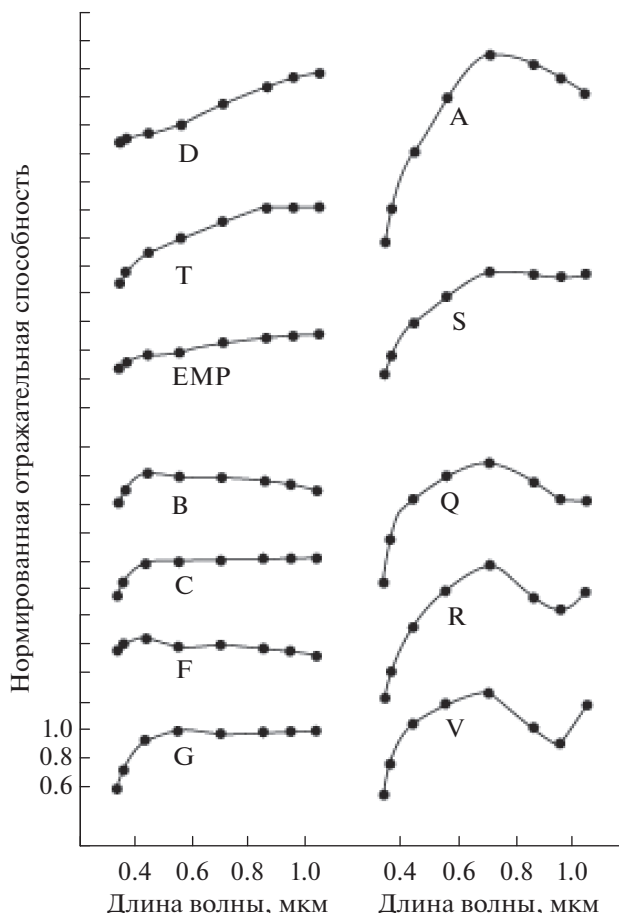 Нормированная отражательная способность
D
T
EMP
B
C
F
G
1.0
0.8
0.6
0.4 0.6 0.8 1.0
Длина волны, мкм
A
S
Q
R
V
0.4 0.6 0.8 1.0
Длина волны, мкм